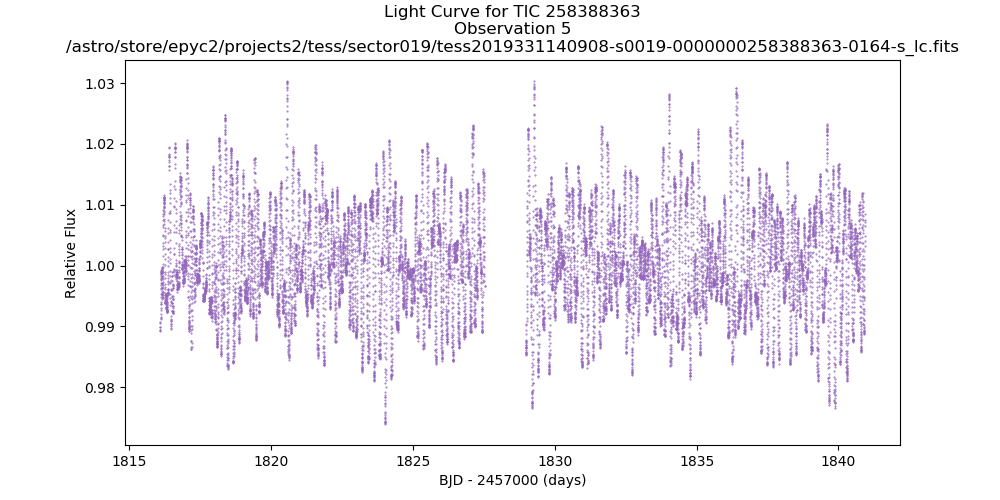 Light Curve for TIC 258388363
Observation 5
/astro/store/epyc2/projects2/tess/sector019/tess2019331140908-s0019-0000000258388363-0164-s_lc.fits
1.03
1.02
1.01
1.00
0.99
0.98
Relative Flux
1815
1820
1825
1830
1835
1840
BJD - 2457000 (days)